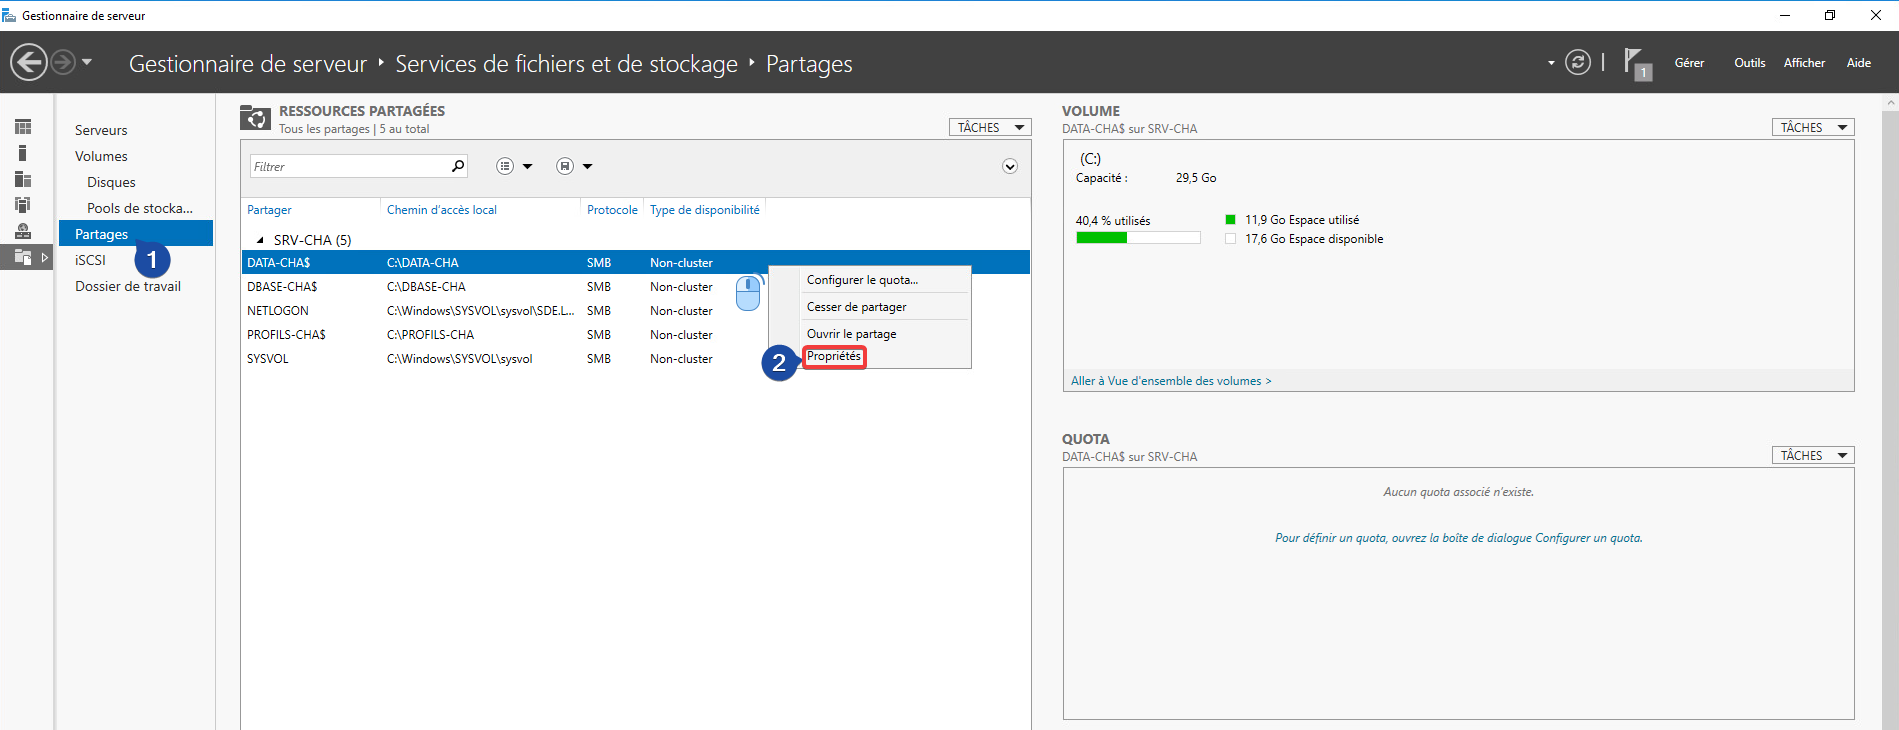 Gestionnaire de serveur
Gestionnaire de serveur ‣ Services de fichiers et de stockage ‣ Partages
1
Gérer Outils Afficher Aide
Serveurs
Volumes
Disques
Pools de stocka...
Partages
iSCSI
1
Dossier de travail
RESSOURCES PARTAGÉES
Tous les partages | 5 au total
TÂCHES
Filtrer
Partager Chemin d'accès local Protocole Type de disponibilité
SRV-CHA (5)
DATA-CHA$ C:\DATA-CHA SMB Non-cluster
DBASE-CHA$ C:\DBASE-CHA SMB Non-cluster
NETLOGON C:\Windows\SYSVOL\sysvol\SDE.L... SMB Non-cluster
PROFILS-CHA$ C:\PROFILS-CHA SMB Non-cluster
SYSVOL C:\Windows\SYSVOL\sysvol SMB Non-cluster
Configurer le quota...
Cesser de partager
Ouvrir le partage
2
Propriétés
VOLUME
DATA-CHA$ sur SRV-CHA
TÂCHES
(C:)
Capacité : 29,5 Go
40,4 % utilisés
11,9 Go Espace utilisé
17,6 Go Espace disponible
Aller à Vue d'ensemble des volumes >
QUOTA
DATA-CHA$ sur SRV-CHA
TÂCHES
Aucun quota associé n'existe.
Pour définir un quota, ouvrez la boîte de dialogue Configurer un quota.